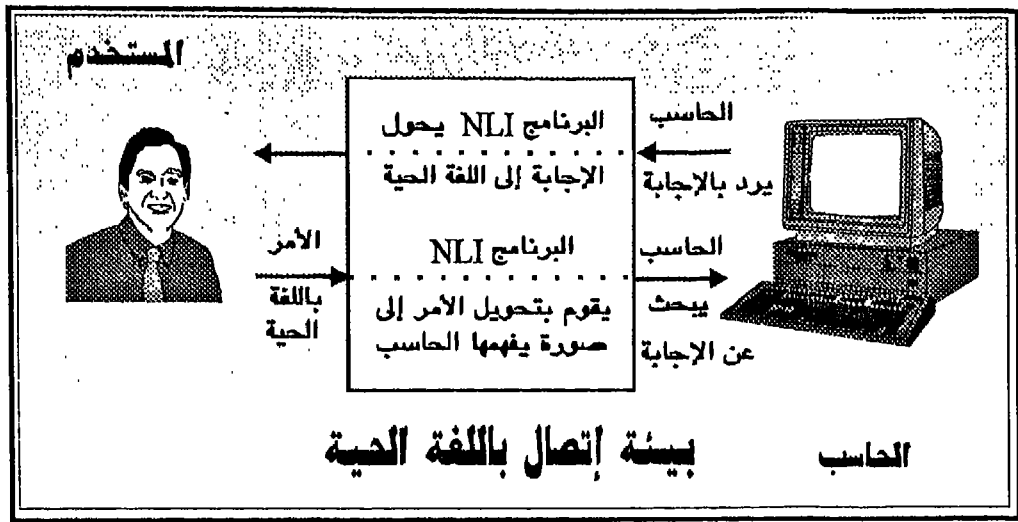 المستخدم
البرنامج NLI يحول
الإجابة إلى اللغة الحية
الحاسب
يرد بالإجابة
الأمر
باللغة
الحية
البرنامج NLI
يقوم بتحويل الأمر إلى
صورة يفهمها الحاسب
الحاسب
يبحث
عن الإجابة
بيئة إتصال باللغة الحية
الحاسب